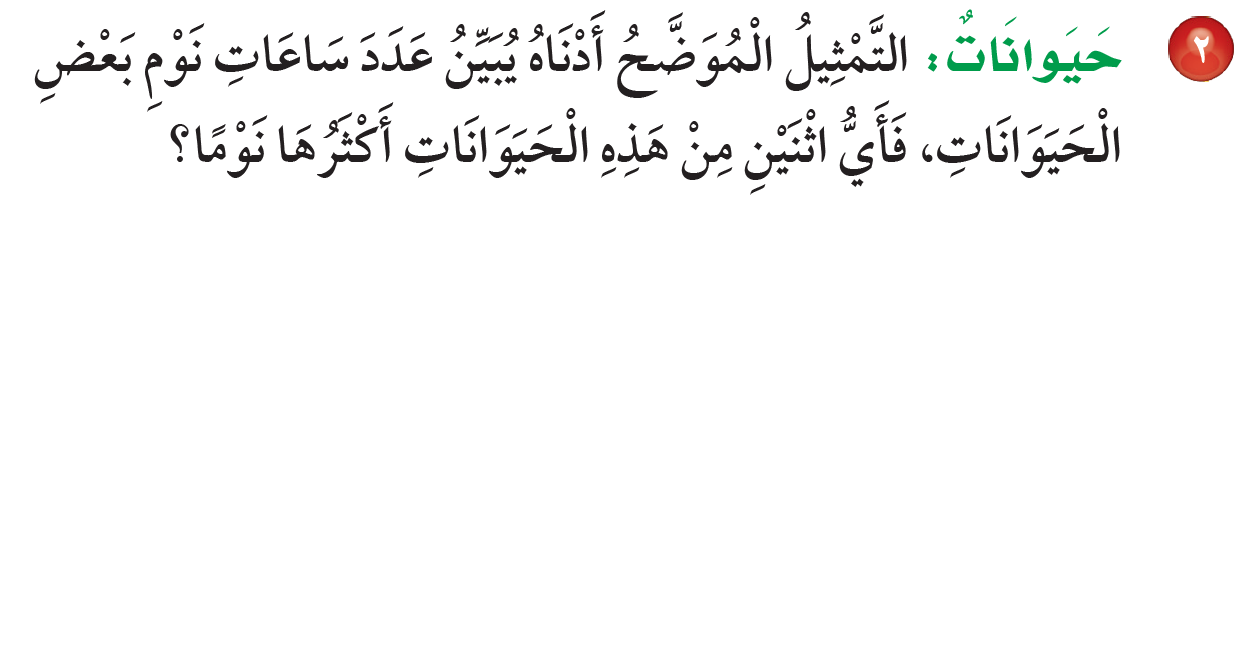 ٢ حَيَوانَاتٌ: التَّمْثِيلُ الْمُوَضَّحُ أَدْنَاهُ يُبَيِّنُ عَدَدَ سَاعَاتِ نَوْمِ بَعْضِ
الْحَيَوَانَاتِ، فَأَيُّ اثْنَيْنِ مِنْ هَذِهِ الْحَيَوَانَاتِ أَكْثَرُهَا نَوْمًا؟